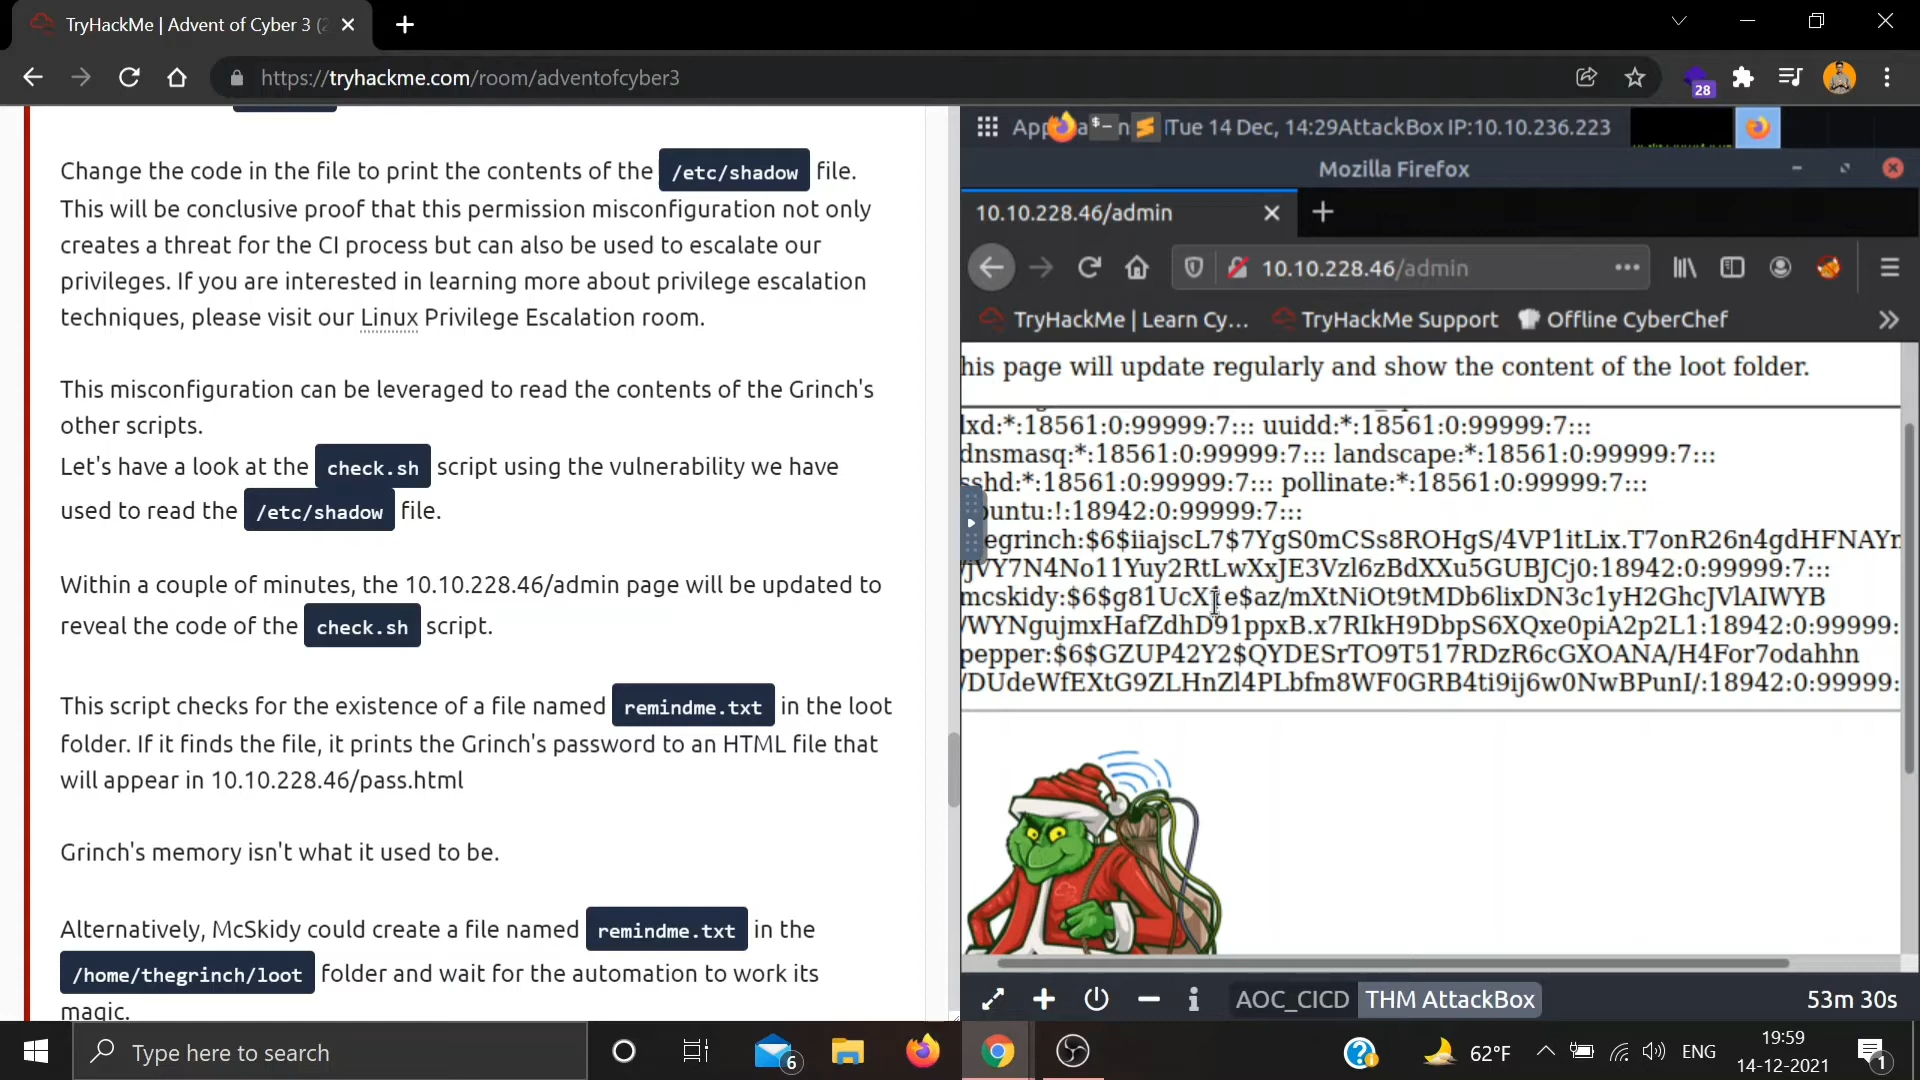 TryHackMe | Advent of Cyber 3 (
https://tryhackme.com/room/adventofcyber3
28
Change the code in the file to print the contents of the /etc/shadow file.
This will be conclusive proof that this permission misconfiguration not only
creates a threat for the CI process but can also be used to escalate our
privileges. If you are interested in learning more about privilege escalation
techniques, please visit our Linux Privilege Escalation room.
This misconfiguration can be leveraged to read the contents of the Grinch's
other scripts.
Let's have a look at the check.sh script using the vulnerability we have
used to read the /etc/shadow file.
Within a couple of minutes, the 10.10.228.46/admin page will be updated to
reveal the code of the check.sh script.
This script checks for the existence of a file named remindme.txt in the loot
folder. If it finds the file, it prints the Grinch's password to an HTML file that
will appear in 10.10.228.46/pass.html
Grinch's memory isn't what it used to be.
Alternatively, McSkidy could create a file named remindme.txt in the
/home/thegrinch/loot folder and wait for the automation to work its
magic.
Tue 14 Dec, 14:29 AttackBox IP:10.10.236.223
Mozilla Firefox
10.10.228.46/admin
10.10.228.46/admin
TryHackMe | Learn Cy... TryHackMe Support Offline CyberChef
his page will update regularly and show the content of the loot folder.
lxd:*:18561:0:99999:7::: uuidd:*:18561:0:99999:7:::
dnsmasq:*:18561:0:99999:7::: landscape:*:18561:0:99999:7:::
sshd:*:18561:0:99999:7::: pollinate:*:18561:0:99999:7:::
buntu:!:18942:0:99999:7:::
egrinch:$6$iiajscL7$7YgS0mCSs8ROHgS/4VP1itLix.T7onR26n4gdHFNAYr
/jVY7N4No11Yuy2RtLwXxJE3Vzl6zBdXXu5GUBJCj0:18942:0:99999:7:::
/WYNgujmxHafZdhD91ppxB.x7RIkH9DbpS6XQxe0piA2p2L1:18942:0:99999:
pepper:$6$GZUP42Y2$QYDESrTO9T517RDzR6cGXOANA/H4For7odahhn
/DUdeWfEXtG9ZLHnZl4PLbfm8WF0GRB4ti9ij6w0NwBPunI/:18942:0:99999:
AOC_CICD THM AttackBox 53m 30s
Type here to search
6
62°F
ENG
19:59
14-12-2021
1